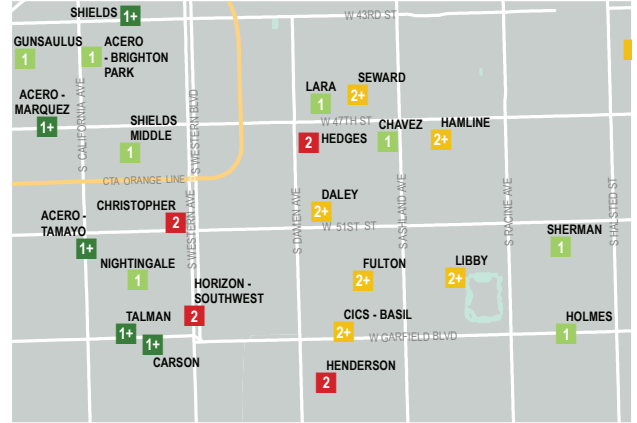 SHIELDS
1+
W 43RD ST
GUNSAULUS
1
ACERO
- BRIGHTON
PARK
1
S CALIFORNIA AVE
S WESTERN BLVD
ACERO -
MARQUEZ
1+
SHIELDS
MIDDLE
1
LARA
1
SEWARD
2+
W 47TH ST
2
HEDGES
CHAVEZ
1
HAMLINE
2+
CTA ORANGE LINE
CHRISTOPHER
2
S WESTERN AVE
S DAMEN AVE
S ASHLAND AVE
S RACINE AVE
S HALSTED ST
DALEY
2+
W 51ST ST
ACERO -
TAMAYO
1+
SHERMAN
1
NIGHTINGALE
1
HORIZON -
SOUTHWEST
2
FULTON
2+
LIBBY
2+
TALMAN
1+
1+
CARSON
CICS - BASIL
2+
W GARFIELD BLVD
HOLMES
1
HENDERSON
2